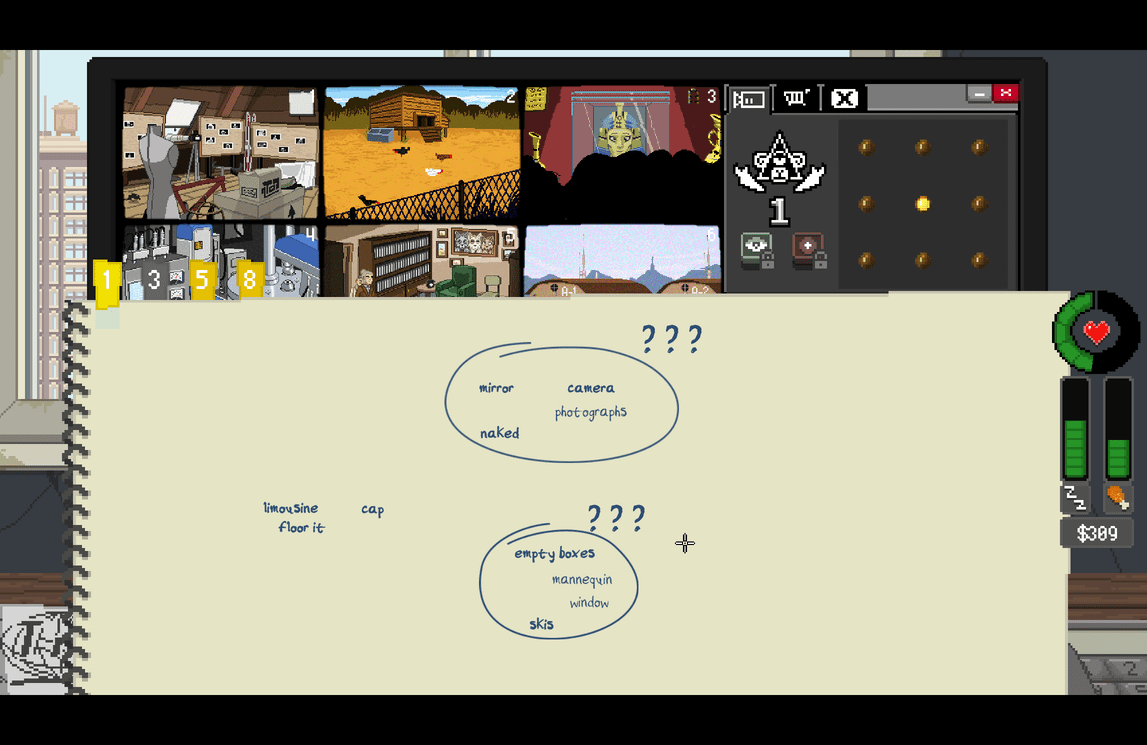 2
3
4
5
6
A-1
A-2
1
1 3 5 8
???
mirror camera
photographs
naked
limousine cap
floor it
???
empty boxes
mannequin
window
skis
$309
2